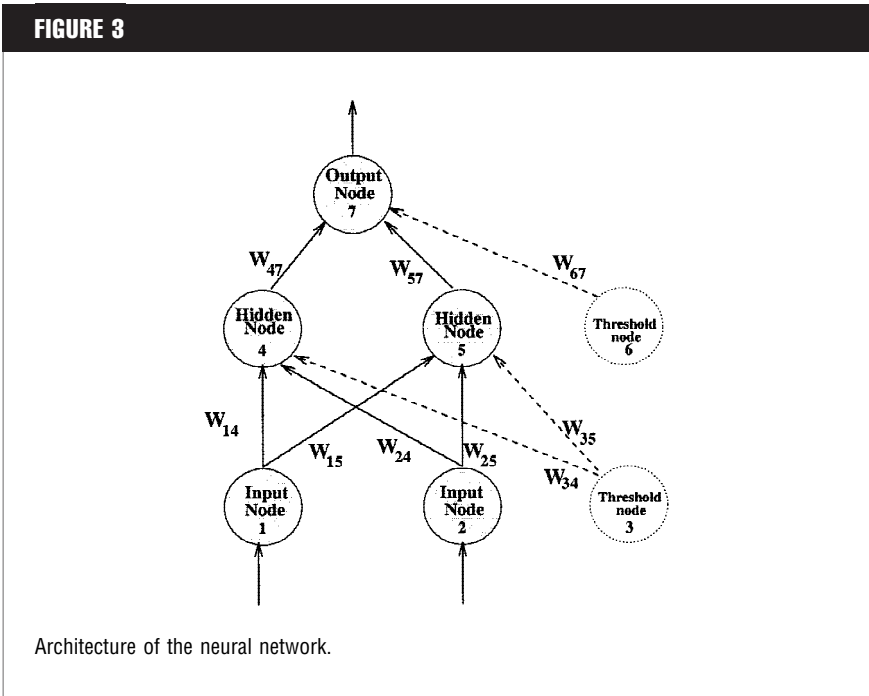 FIGURE 3
Output
Node
7
W47
W57
W67
Hidden
Node
4
Hidden
Node
5
Threshold
node
6
W14
W15
W24
W25
W35
W34
Input
Node
1
Input
Node
2
Threshold
node
3
Architecture of the neural network.